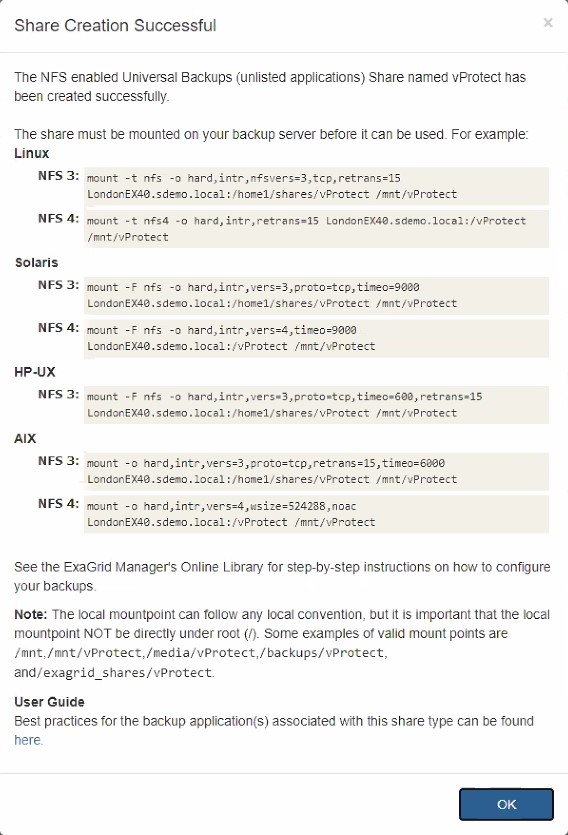 Share Creation Successful
×
The NFS enabled Universal Backups (unlisted applications) Share named vProtect has
been created successfully.
The share must be mounted on your backup server before it can be used. For example:
Linux
NFS 3: mount -t nfs -o hard,intr,nfsvers=3,tcp,retrans=15
LondonEX40.sdemo.local:/home1/shares/vProtect /mnt/vProtect
NFS 4: mount -t nfs4 -o hard,intr,retrans=15 LondonEX40.sdemo.local:/vProtect
/mnt/vProtect
Solaris
NFS 3: mount -F nfs -o hard,intr,vers=3,proto=tcp,timeo=9000
LondonEX40.sdemo.local:/home1/shares/vProtect /mnt/vProtect
NFS 4: mount -F nfs -o hard,intr,vers=4,timeo=9000
LondonEX40.sdemo.local:/vProtect /mnt/vProtect
HP-UX
NFS 3: mount -F nfs -o hard,intr,vers=3,proto=tcp,timeo=600,retrans=15
LondonEX40.sdemo.local:/home1/shares/vProtect /mnt/vProtect
AIX
NFS 3: mount -o hard,intr,vers=3,proto=tcp,retrans=15,timeo=6000
LondonEX40.sdemo.local:/home1/shares/vProtect /mnt/vProtect
NFS 4: mount -o hard,intr,vers=4,wsize=524288,noac
LondonEX40.sdemo.local:/vProtect /mnt/vProtect
See the ExaGrid Manager's Online Library for step-by-step instructions on how to configure
your backups.
Note: The local mountpoint can follow any local convention, but it is important that the local
mountpoint NOT be directly under root (/). Some examples of valid mount points are
/mnt,/mnt/vProtect,/media/vProtect,/backups/vProtect,
and/exagrid_shares/vProtect.
User Guide
Best practices for the backup application(s) associated with this share type can be found
here.
OK